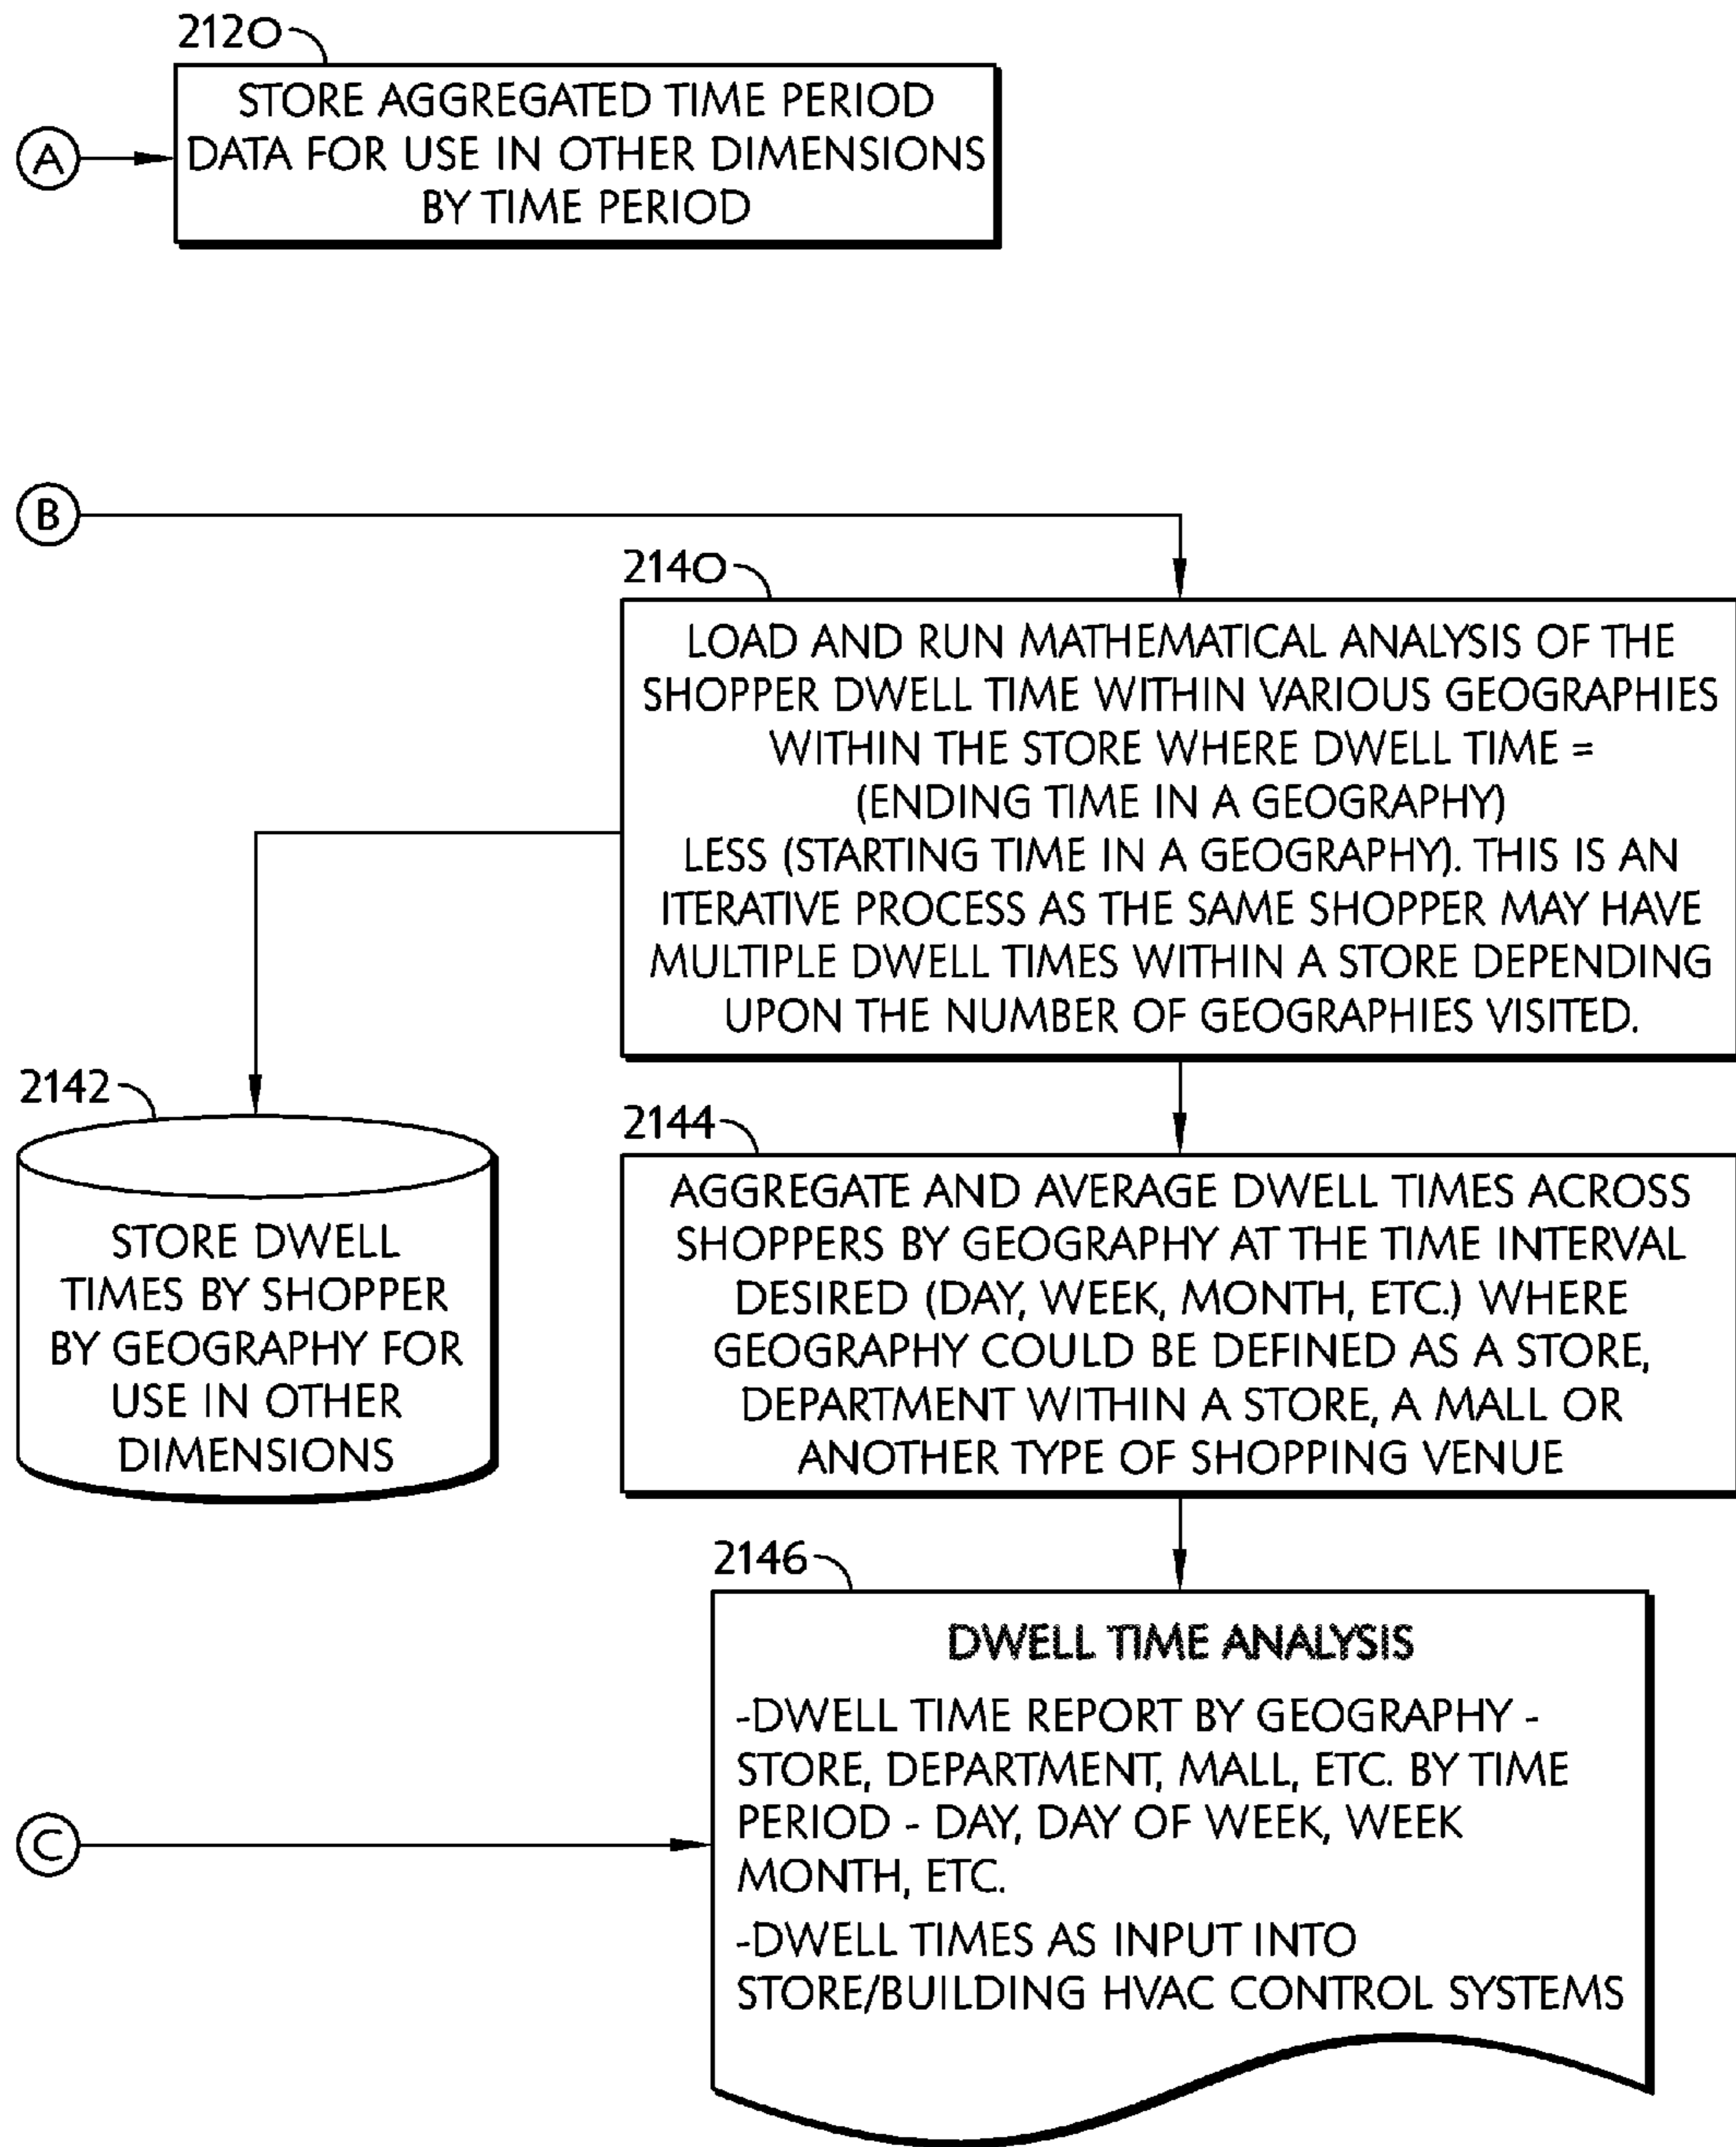 2120
STORE AGGREGATED TIME PERIOD
A
DATA FOR USE IN OTHER DIMENSIONS
BY TIME PERIOD
B
2140
LOAD AND RUN MATHEMATICAL ANALYSIS OF THE
SHOPPER DWELL TIME WITHIN VARIOUS GEOGRAPHIES
WITHIN THE STORE WHERE DWELL TIME =
(ENDING TIME IN A GEOGRAPHY)
LESS (STARTING TIME IN A GEOGRAPHY). THIS IS AN
ITERATIVE PROCESS AS THE SAME SHOPPER MAY HAVE
MULTIPLE DWELL TIMES WITHIN A STORE DEPENDING
UPON THE NUMBER OF GEOGRAPHIES VISITED.
2142
STORE DWELL
TIMES BY SHOPPER
BY GEOGRAPHY FOR
USE IN OTHER
DIMENSIONS
2144
AGGREGATE AND AVERAGE DWELL TIMES ACROSS
SHOPPERS BY GEOGRAPHY AT THE TIME INTERVAL
DESIRED (DAY, WEEK, MONTH, ETC.) WHERE
GEOGRAPHY COULD BE DEFINED AS A STORE,
DEPARTMENT WITHIN A STORE, A MALL OR
ANOTHER TYPE OF SHOPPING VENUE
2146
DWELL TIME ANALYSIS
-DWELL TIME REPORT BY GEOGRAPHY -
STORE, DEPARTMENT, MALL, ETC. BY TIME
PERIOD - DAY, DAY OF WEEK, WEEK
MONTH, ETC.
-DWELL TIMES AS INPUT INTO
STORE/BUILDING HVAC CONTROL SYSTEMS
C